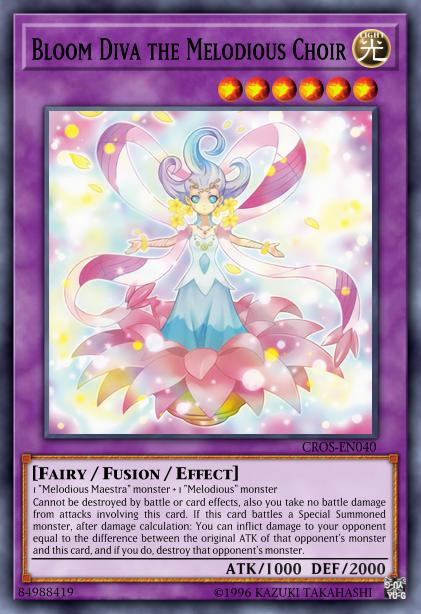 Bloom Diva the Melodious Choir
LIGHT
光
CROS-EN040
[Fairy / Fusion / Effect]
1 "Melodious Maestra" monster + 1 "Melodious" monster
Cannot be destroyed by battle or card effects, also you take no battle damage
from attacks involving this card. If this card battles a Special Summoned
monster, after damage calculation: You can inflict damage to your opponent
equal to the difference between the original ATK of that opponent's monster
and this card, and if you do, destroy that opponent's monster.
ATK/1000 DEF/2000
84988419
©1996 KAZUKI TAKAHASHI